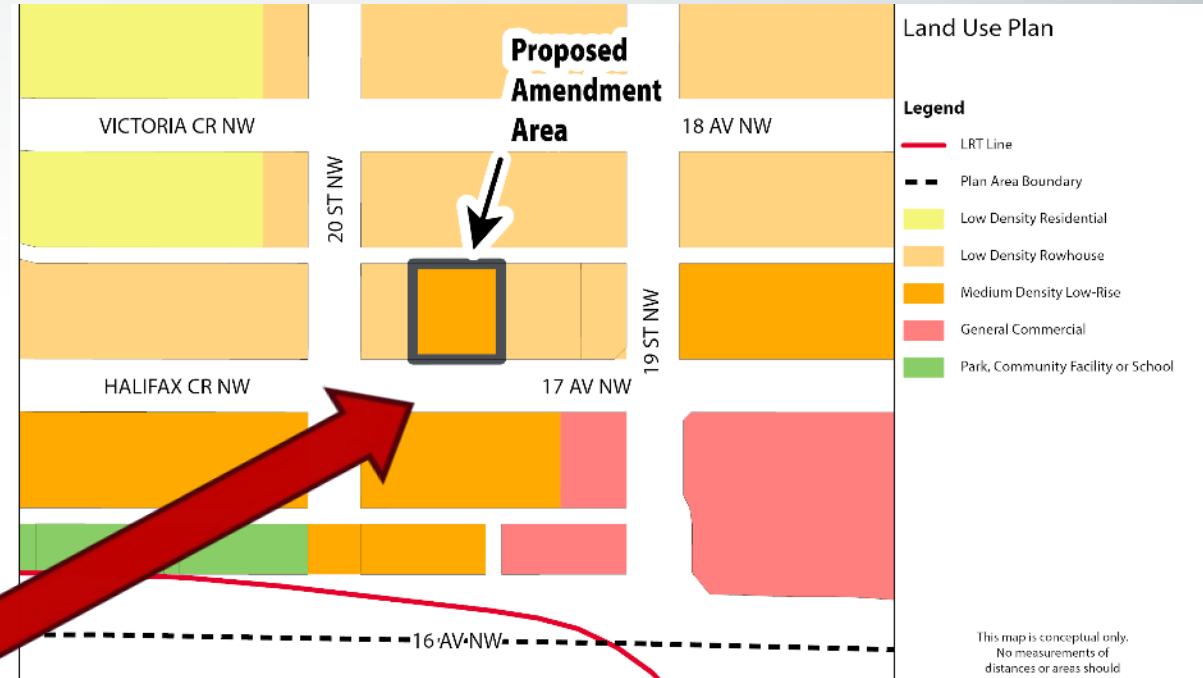 Land Use Plan
Proposed
Amendment
Area
VICTORIA CR NW
18 AV NW
20 ST NW
19 ST NW
HALIFAX CR NW
17 AV NW
16 AV NW
Legend
LRT Line
Plan Area Boundary
Low Density Residential
Low Density Rowhouse
Medium Density Low-Rise
General Commercial
Park, Community Facility or School
This map is conceptual only.
No measurements of
distances or areas should